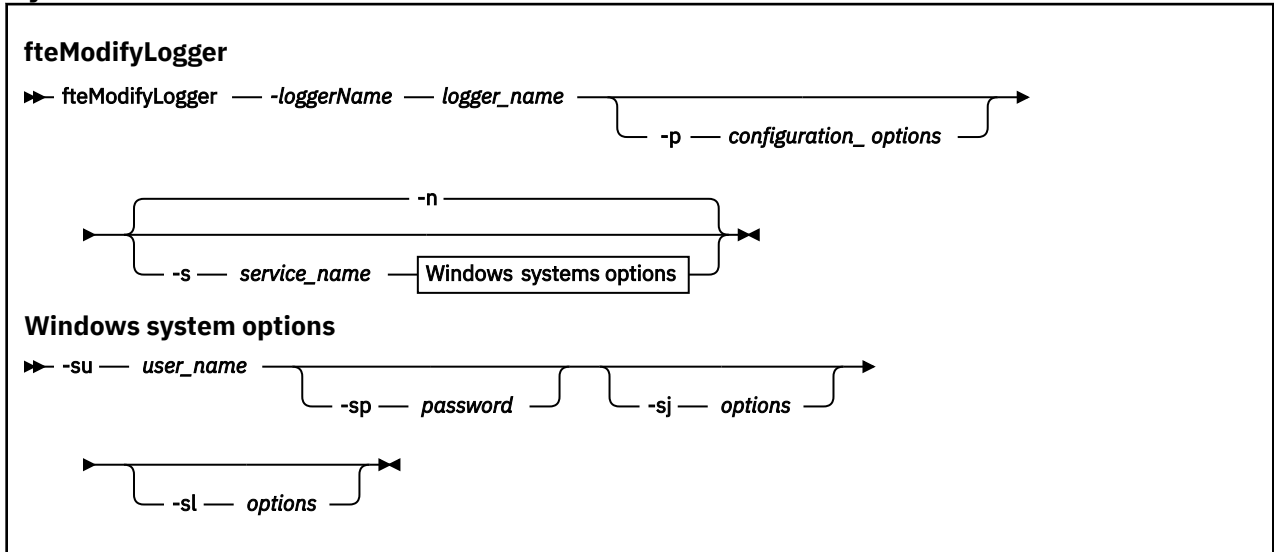 fteModifyLogger
fteModifyLogger -loggerName logger_name
-p configuration_ options
-n
-s service_name Windows systems options
Windows system options
-su user_name
-sp password -sj options
-sl options